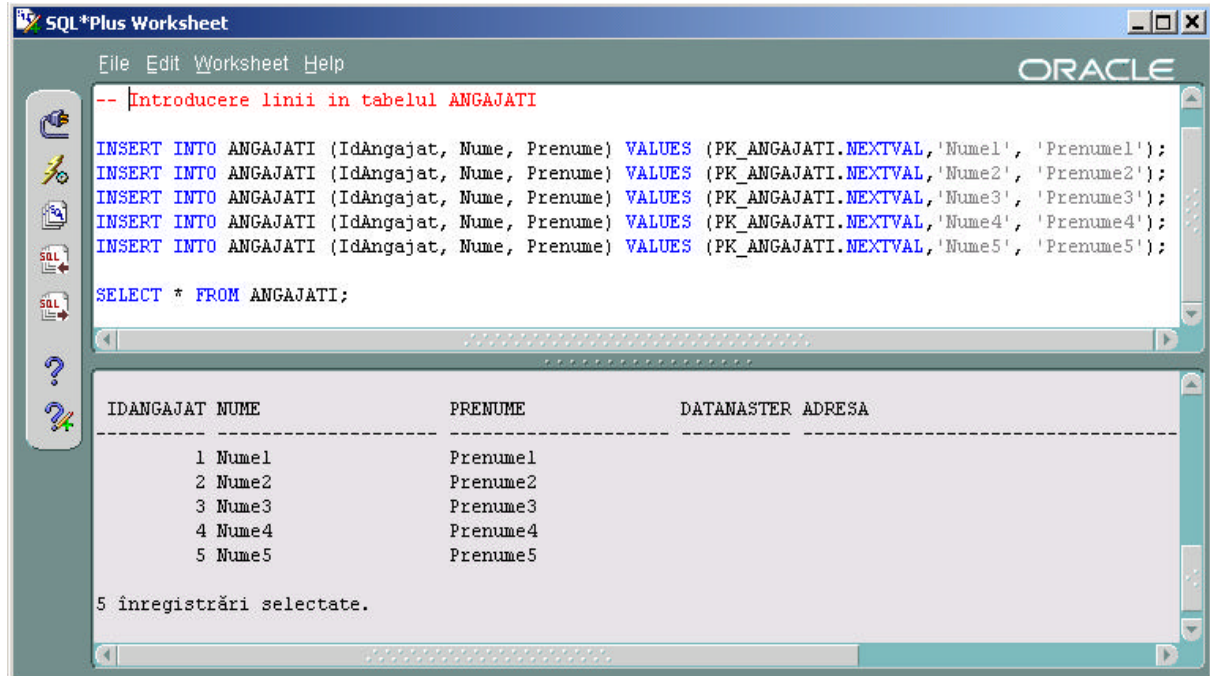 SQL*Plus Worksheet
File Edit Worksheet Help
ORACLE
-- Introducere linii in tabelul ANGAJATI
INSERT INTO ANGAJATI (IdAngajat, Nume, Prenume) VALUES (PK_ANGAJATI.NEXTVAL,'Nume1', 'Prenume1');
INSERT INTO ANGAJATI (IdAngajat, Nume, Prenume) VALUES (PK_ANGAJATI.NEXTVAL,'Nume2', 'Prenume2');
INSERT INTO ANGAJATI (IdAngajat, Nume, Prenume) VALUES (PK_ANGAJATI.NEXTVAL,'Nume3', 'Prenume3');
INSERT INTO ANGAJATI (IdAngajat, Nume, Prenume) VALUES (PK_ANGAJATI.NEXTVAL,'Nume4', 'Prenume4');
INSERT INTO ANGAJATI (IdAngajat, Nume, Prenume) VALUES (PK_ANGAJATI.NEXTVAL,'Nume5', 'Prenume5');
SELECT * FROM ANGAJATI;
SQL
SQL
IDANGAJAT NUME PRENUME DATANASTER ADRESA
---------- -------------------- -------------------- ---------- ----------------------------------
1 Nume1 Prenume1
2 Nume2 Prenume2
3 Nume3 Prenume3
4 Nume4 Prenume4
5 Nume5 Prenume5
5 înregistrări selectate.